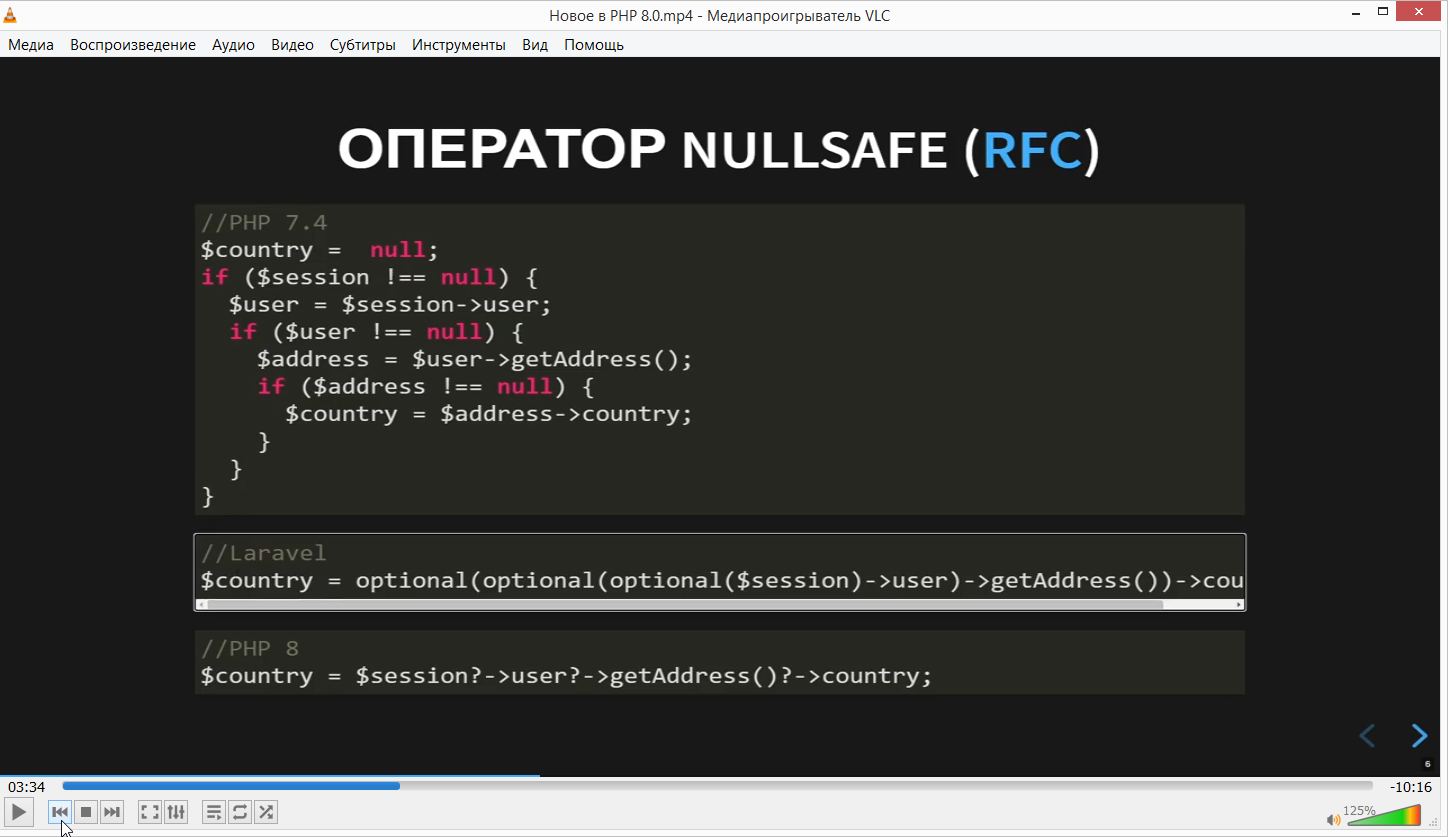 Новое в PHP 8.0.mp4 - Медиапроигрыватель VLC
Медиа Воспроизведение Аудио Видео Субтитры Инструменты Вид Помощь
ОПЕРАТОР NULLSAFE (RFC)
//PHP 7.4
$country =  null;
if ($session !== null) {
  $user = $session->user;
  if ($user !== null) {
    $address = $user->getAddress();
    if ($address !== null) {
      $country = $address->country;
    }
  }
}
//Laravel
$country = optional(optional(optional($session)->user)->getAddress())->cou
//PHP 8
$country = $session?->user?->getAddress()?->country;
6
03:34
-10:16
125%